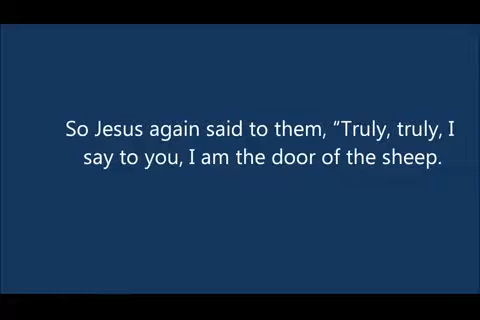 So Jesus again said to them, “Truly, truly, I
say to you, I am the door of the sheep.